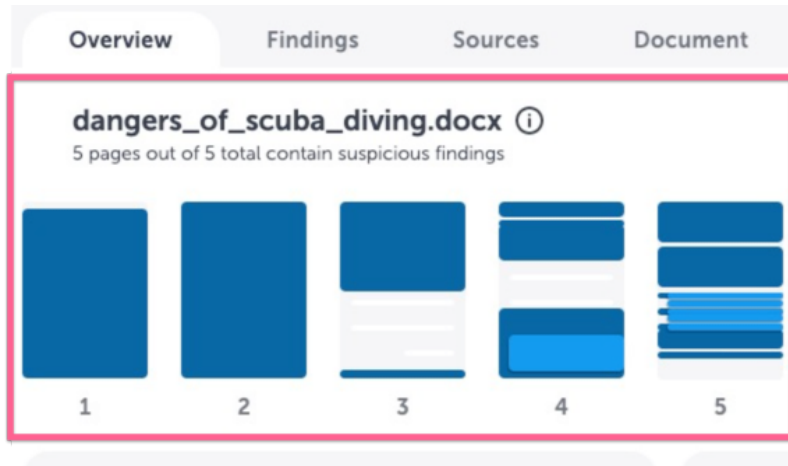 Overview Findings Sources Document
dangers_of_scuba_diving.docx
5 pages out of 5 total contain suspicious findings
1 2 3 4 5